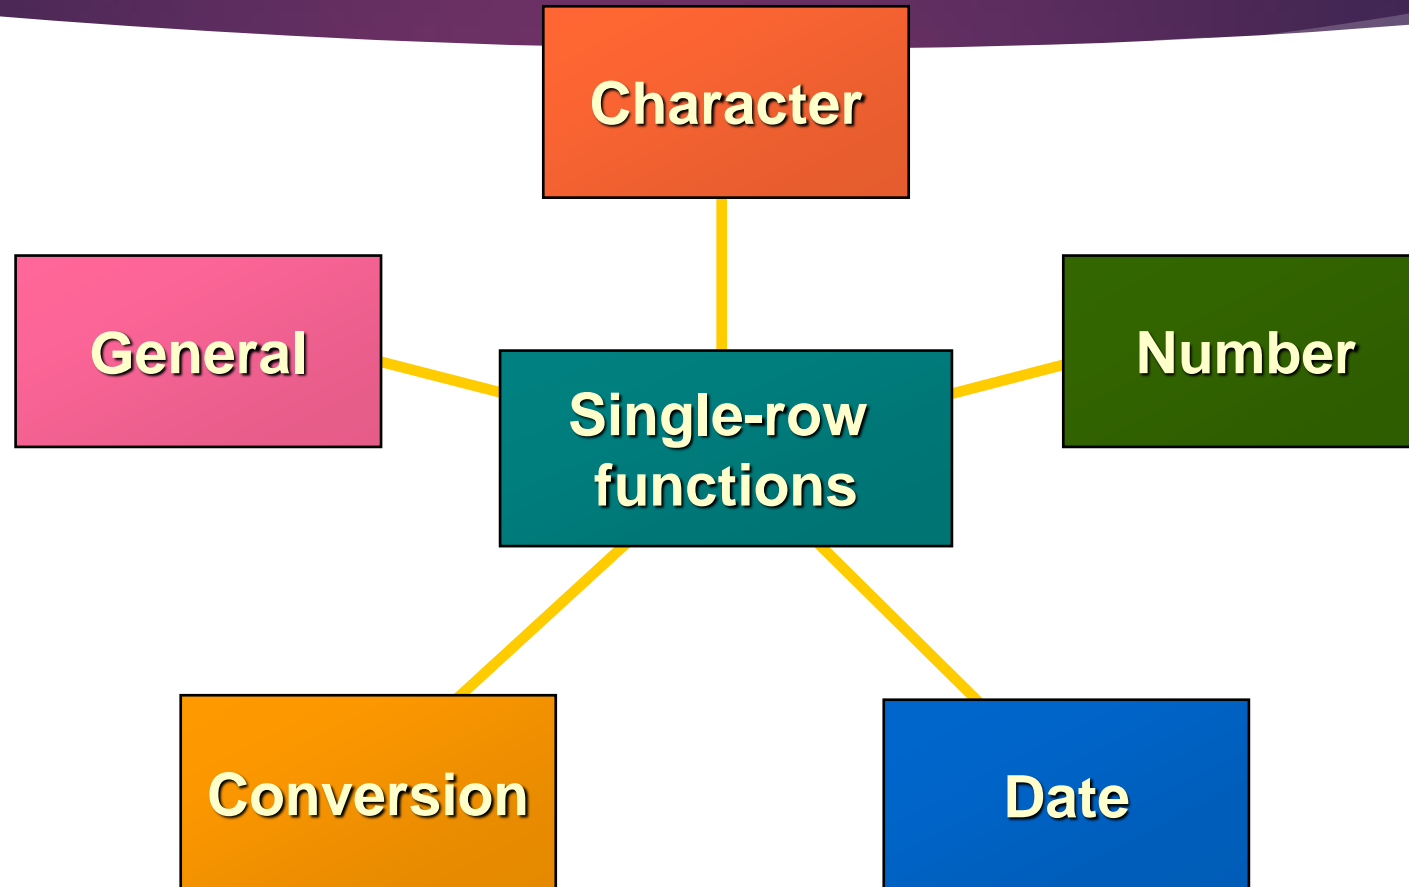 Character
General
Number
Single-row
functions
Conversion
Date